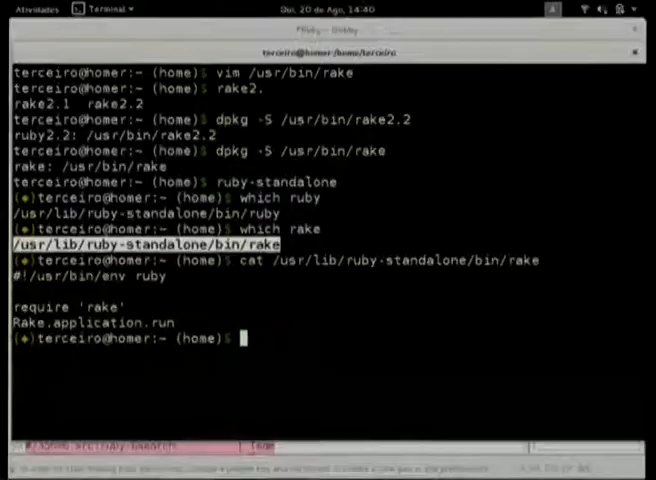 Atividades Terminal Qui, 20 de Ago, 14:40
terceiro@homer:/home/terceiro
terceiro@homer:~ (home)$ vim /usr/bin/rake
terceiro@homer:~ (home)$ rake2.
rake2.1 rake2.2
terceiro@homer:~ (home)$ dpkg -S /usr/bin/rake2.2
ruby2.2: /usr/bin/rake2.2
terceiro@homer:~ (home)$ dpkg -S /usr/bin/rake
rake: /usr/bin/rake
terceiro@homer:~ (home)$ ruby-standalone
(◆)terceiro@homer:~ (home)$ which ruby
/usr/lib/ruby-standalone/bin/ruby
(◆)terceiro@homer:~ (home)$ which rake
/usr/lib/ruby-standalone/bin/rake
(◆)terceiro@homer:~ (home)$ cat /usr/lib/ruby-standalone/bin/rake
#!/usr/bin/env ruby
require 'rake'
Rake.application.run
(◆)terceiro@homer:~ (home)$